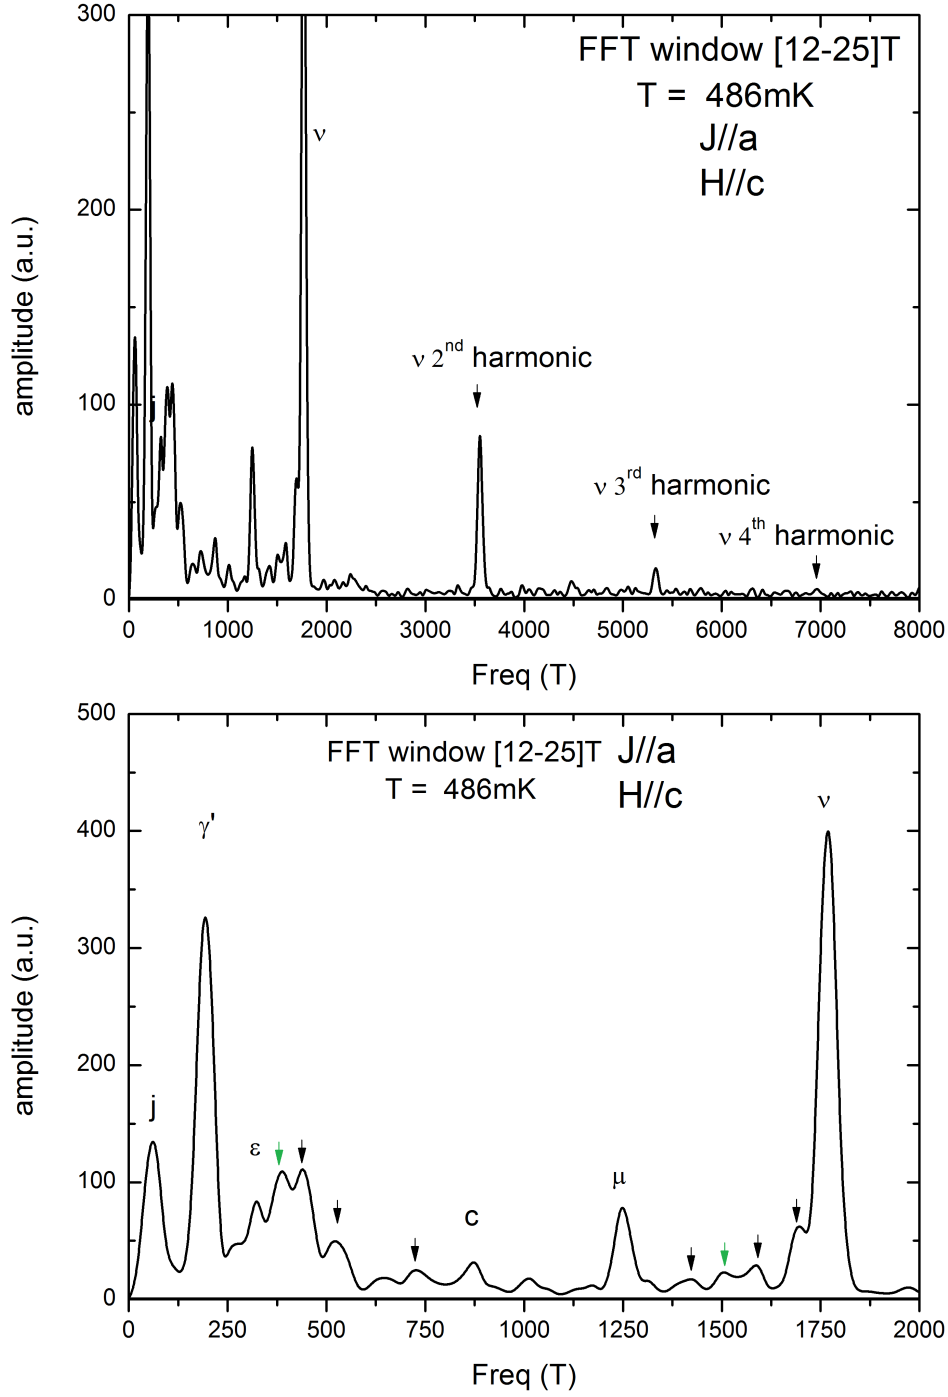 300
200
100
0
amplitude (a.u.)
FFT window [12-25]T
T = 486mK
J//a
H//c
ν
j
ν 2nd harmonic
ν 3rd harmonic
ν 4th harmonic
0 1000 2000 3000 4000 5000 6000 7000 8000
Freq (T)
500
400
300
200
100
0
amplitude (a.u.)
FFT window [12-25]T J//a
T = 486mK H//c
γ'
ν
j
ε
μ
c
0 250 500 750 1000 1250 1500 1750 2000
Freq (T)